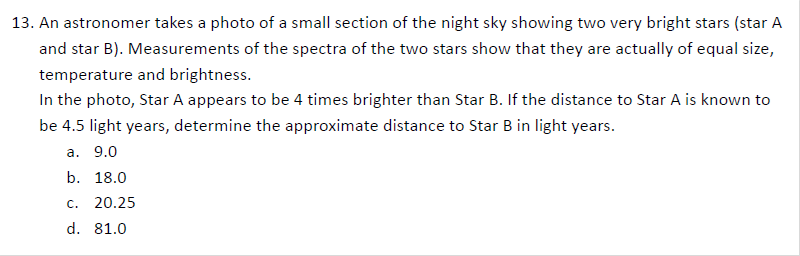 13. An astronomer takes a photo of a small section of the night sky showing two very bright stars (star A
and star B). Measurements of the spectra of the two stars show that they are actually of equal size,
temperature and brightness.
In the photo, Star A appears to be 4 times brighter than Star B. If the distance to Star A is known to
be 4.5 light years, determine the approximate distance to Star B in light years.
a. 9.0
b. 18.0
c. 20.25
d. 81.0